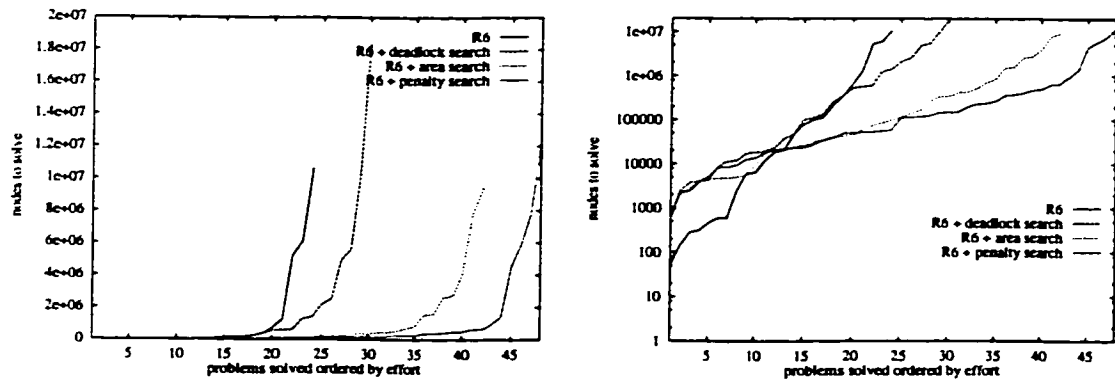 2e+07
1.8e+07
1.6e+07
1.4e+07
1.2e+07
1e+07
8e+06
6e+06
4e+06
2e+06
0
nodes to solve
R6
R6 + deadlock search
R6 + area search
R6 + penalty search
5 10 15 20 25 30 35 40 45
problems solved ordered by effort
1e+07
1e+06
100000
10000
1000
100
10
1
nodes to solve
R6
R6 + deadlock search
R6 + area search
R6 + penalty search
5 10 15 20 25 30 35 40 45
problems solved ordered by effort